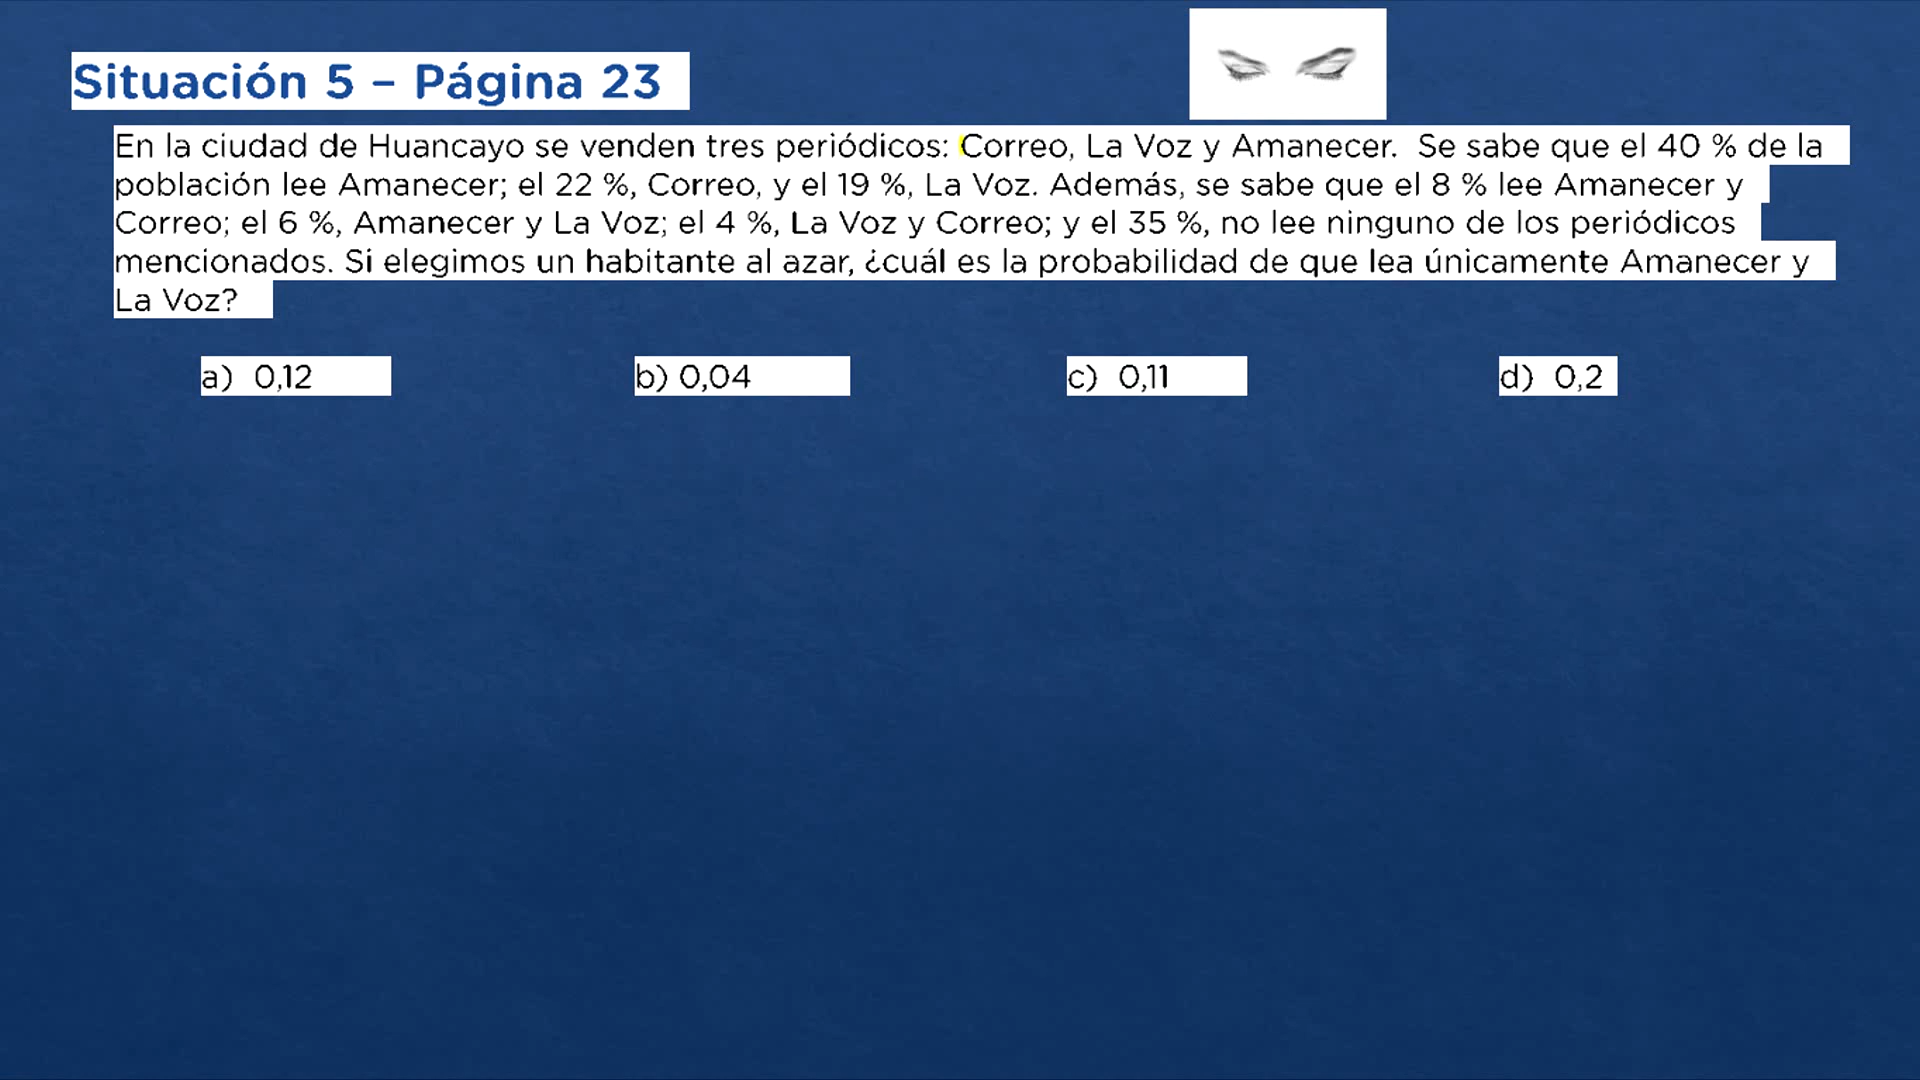 Situación 5 – Página 23
En la ciudad de Huancayo se venden tres periódicos: Correo, La Voz y Amanecer. Se sabe que el 40 % de la
población lee Amanecer; el 22 %, Correo, y el 19 %, La Voz. Además, se sabe que el 8 % lee Amanecer y
Correo; el 6 %, Amanecer y La Voz; el 4 %, La Voz y Correo; y el 35 %, no lee ninguno de los periódicos
mencionados. Si elegimos un habitante al azar, ¿cuál es la probabilidad de que lea únicamente Amanecer y
La Voz?
a) 0,12 b) 0,04 c) 0,11 d) 0,2